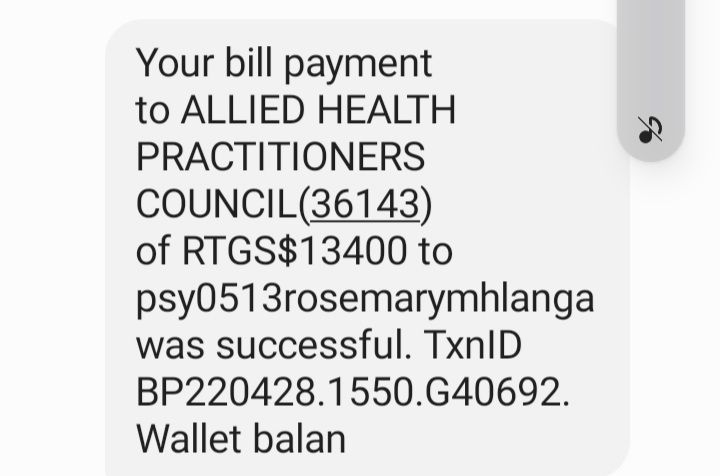 Your bill payment
to ALLIED HEALTH
PRACTITIONERS
COUNCIL(36143)
of RTGS$13400 to
psy0513rosemarymhlanga
was successful. TxnID
BP220428.1550.G40692.
Wallet balan